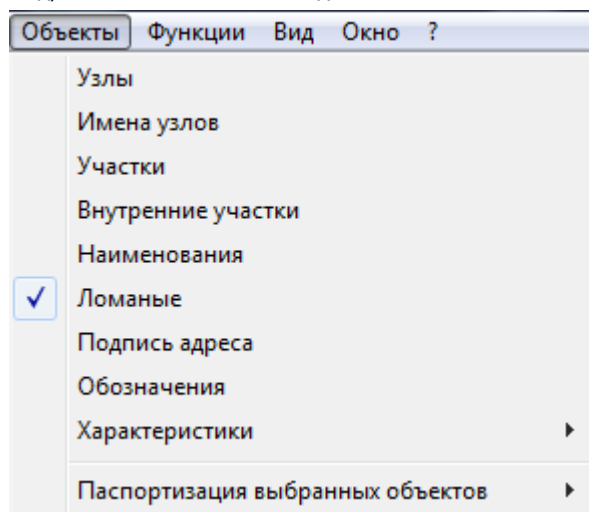 Объекты Функции Вид Окно ?
Узлы
Имена узлов
Участки
Внутренние участки
Наименования
Ломаные
Подпись адреса
Обозначения
Характеристики
Паспортизация выбранных объектов